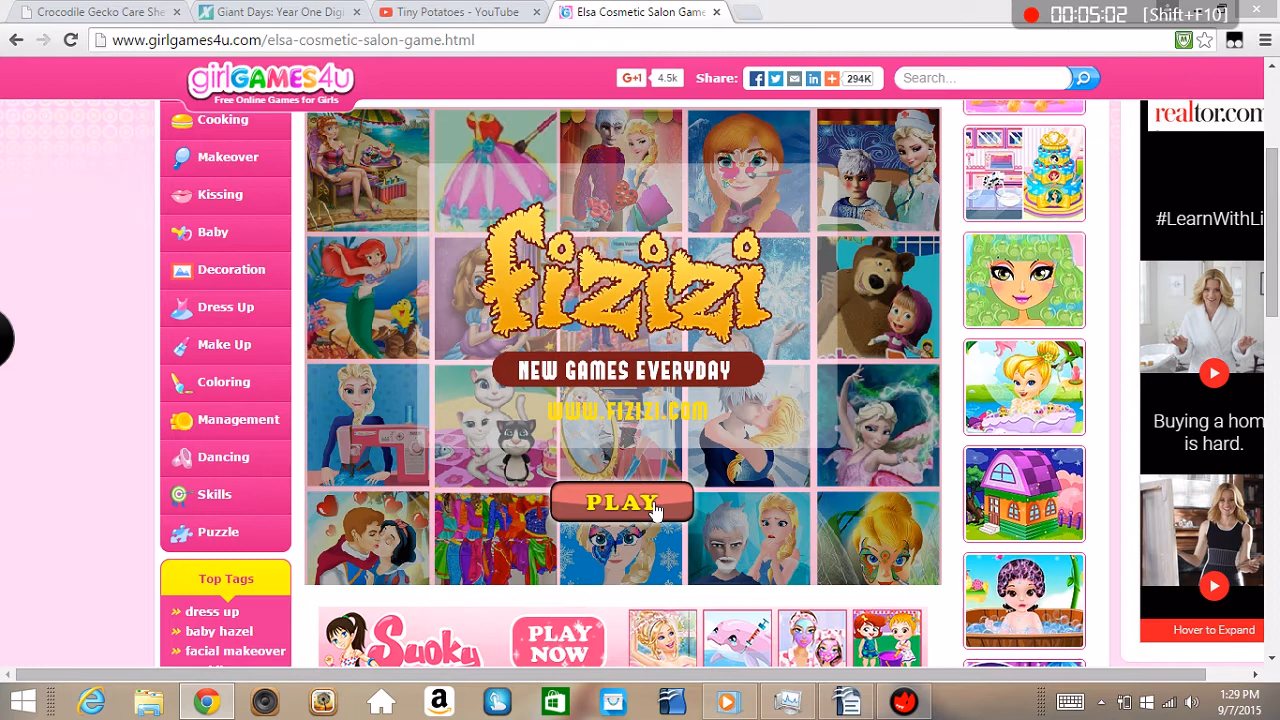 Crocodile Gecko Care She
Giant Days: Year One Digi
Tiny Potatoes - YouTube
Elsa Cosmetic Salon Game
00:05:02 [Shift+F10]
www.girlgames4u.com/elsa-cosmetic-salon-game.html
girlGAMES4U
Free Online Games for Girls
G+1
4.5k
Share:
294K
Search...
Cooking
Makeover
Kissing
Baby
Decoration
Dress Up
Make Up
Coloring
Management
Dancing
Skills
Puzzle
Top Tags
dress up
baby hazel
facial makeover
fizizi
NEW GAMES EVERYDAY
WWW.FIZIZI.COM
PLAY
Suoky
PLAY
NOW
realtor.com
#LearnWithLi
Buying a hom
is hard.
Hover to Expand
1:29 PM
9/7/2015